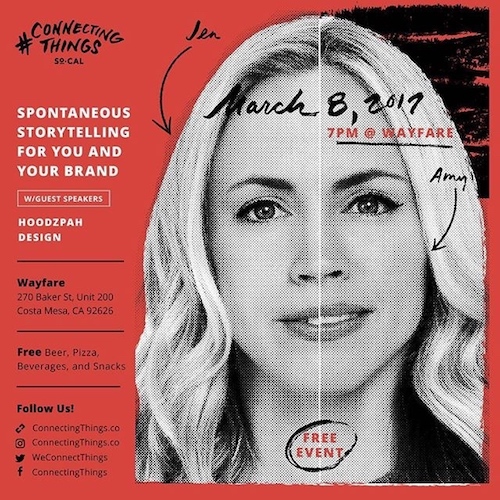 #CONNECTING
THINGS
SO·CAL
Jen
March 8, 2017
7PM @ WAYFARE
Amy
SPONTANEOUS
STORYTELLING
FOR YOU AND
YOUR BRAND
W/GUEST SPEAKERS
HOODZPAH
DESIGN
Wayfare
270 Baker St, Unit 200
Costa Mesa, CA 92626
Free Beer, Pizza,
Beverages, and Snacks
Follow Us!
ConnectingThings.co
ConnectingThings.co
WeConnectThings
ConnectingThings
FREE
EVENT